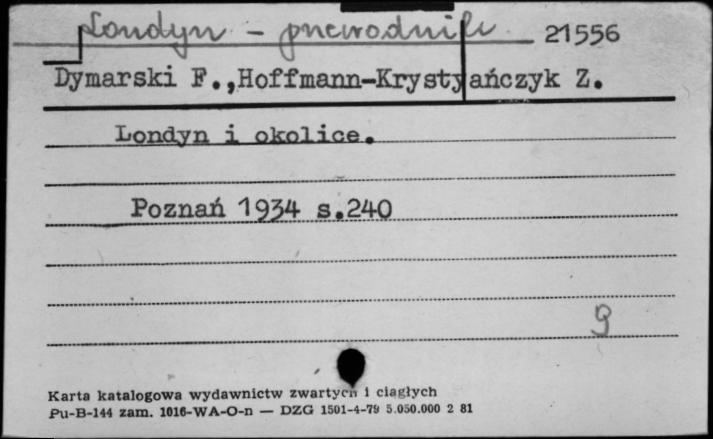 Londyn - przewodniki 21556
Dymarski F.,Hoffmann-Krystyańczyk Z.
Londyn i okolice.
Poznań 1934 s.240
9
Karta katalogowa wydawnictw zwartych i ciągłych
Pu-B-144 zam. 1016-WA-O-n — DZG 1501-4-79 5.050.000 2 81